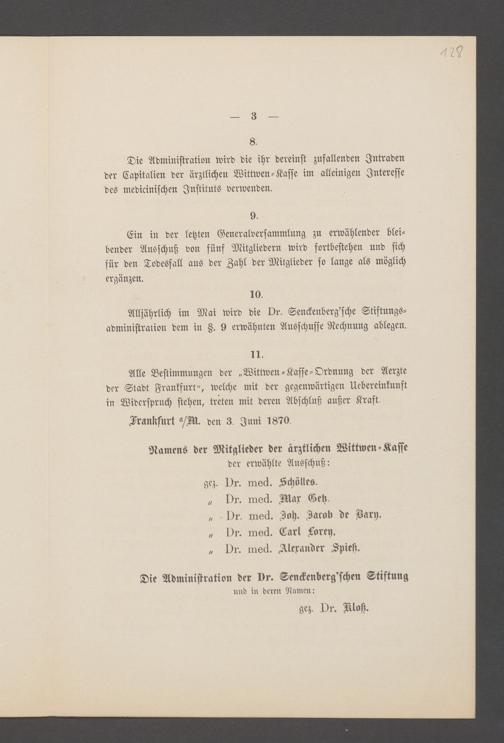 128
— 3 —
8.
Die Administration wird die ihr dereinst zufallenden Intraden
der Capitalien der ärztlichen Wittwen-Kasse im alleinigen Interesse
des medicinischen Instituts verwenden.
9.
Ein in der letzten Generalversammlung zu erwählender blei-
bender Ausschuß von fünf Mitgliedern wird fortbestehen und sich
für den Todesfall aus der Zahl der Mitglieder so lange als möglich
ergänzen.
10.
Alljährlich im Mai wird die Dr. Senckenberg'sche Stiftungs-
administration dem in §. 9 erwähnten Ausschusse Rechnung ablegen.
11.
Alle Bestimmungen der „Wittwen-Kasse-Ordnung der Aerzte
der Stadt Frankfurt“, welche mit der gegenwärtigen Uebereinkunft
in Widerspruch stehen, treten mit deren Abschluß außer Kraft.
Frankfurt a/M. den 3. Juni 1870.
Namens der Mitglieder der ärztlichen Wittwen-Kasse
der erwählte Ausschuß:
gez. Dr. med. Schölles.
„ Dr. med. Max Getz.
„ Dr. med. Joh. Jacob de Bary.
„ Dr. med. Carl Lorey.
„ Dr. med. Alexander Spieß.
Die Administration der Dr. Senckenberg'schen Stiftung
und in deren Namen:
gez. Dr. Kloß.